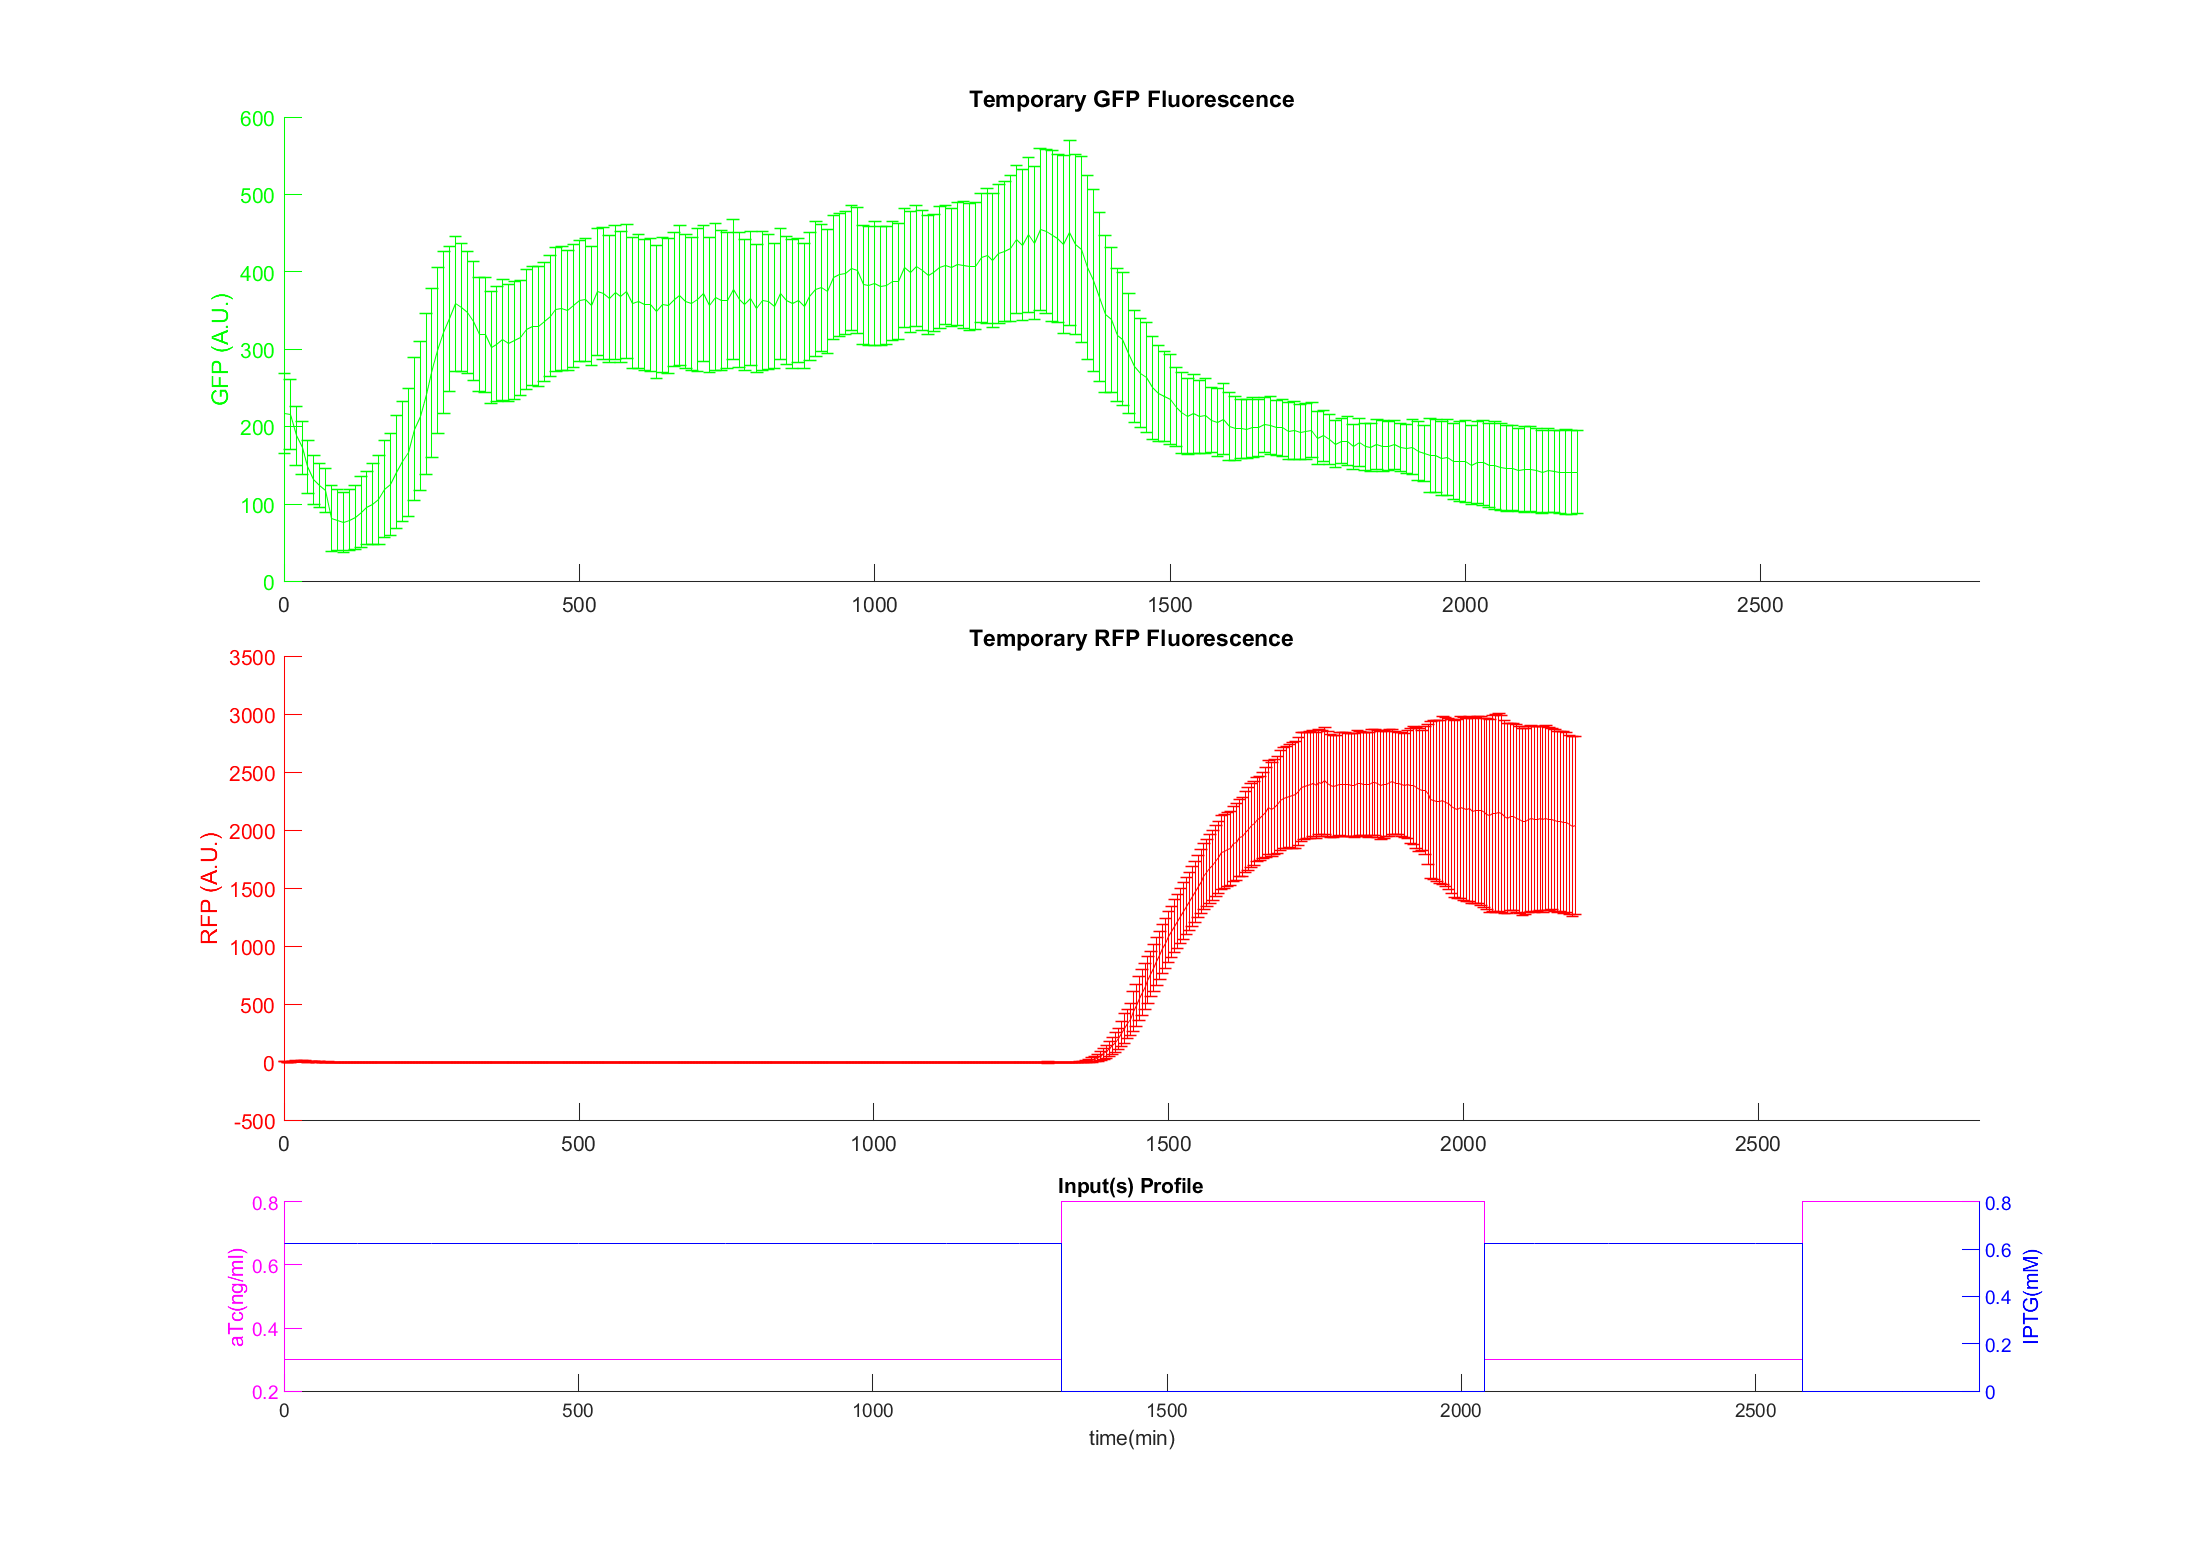 Temporary GFP Fluorescence
600
500
400
300
200
100
0
GFP (A.U.)
0 500 1000 1500 2000 2500
Temporary RFP Fluorescence
3500
3000
2500
2000
1500
1000
500
0
-500
RFP (A.U.)
0 500 1000 1500 2000 2500
Input(s) Profile
0.8
0.6
0.4
0.2
aTc(ng/ml)
0.8
0.6
0.4
0.2
0
IPTG(mM)
0 500 1000 1500 2000 2500
time(min)